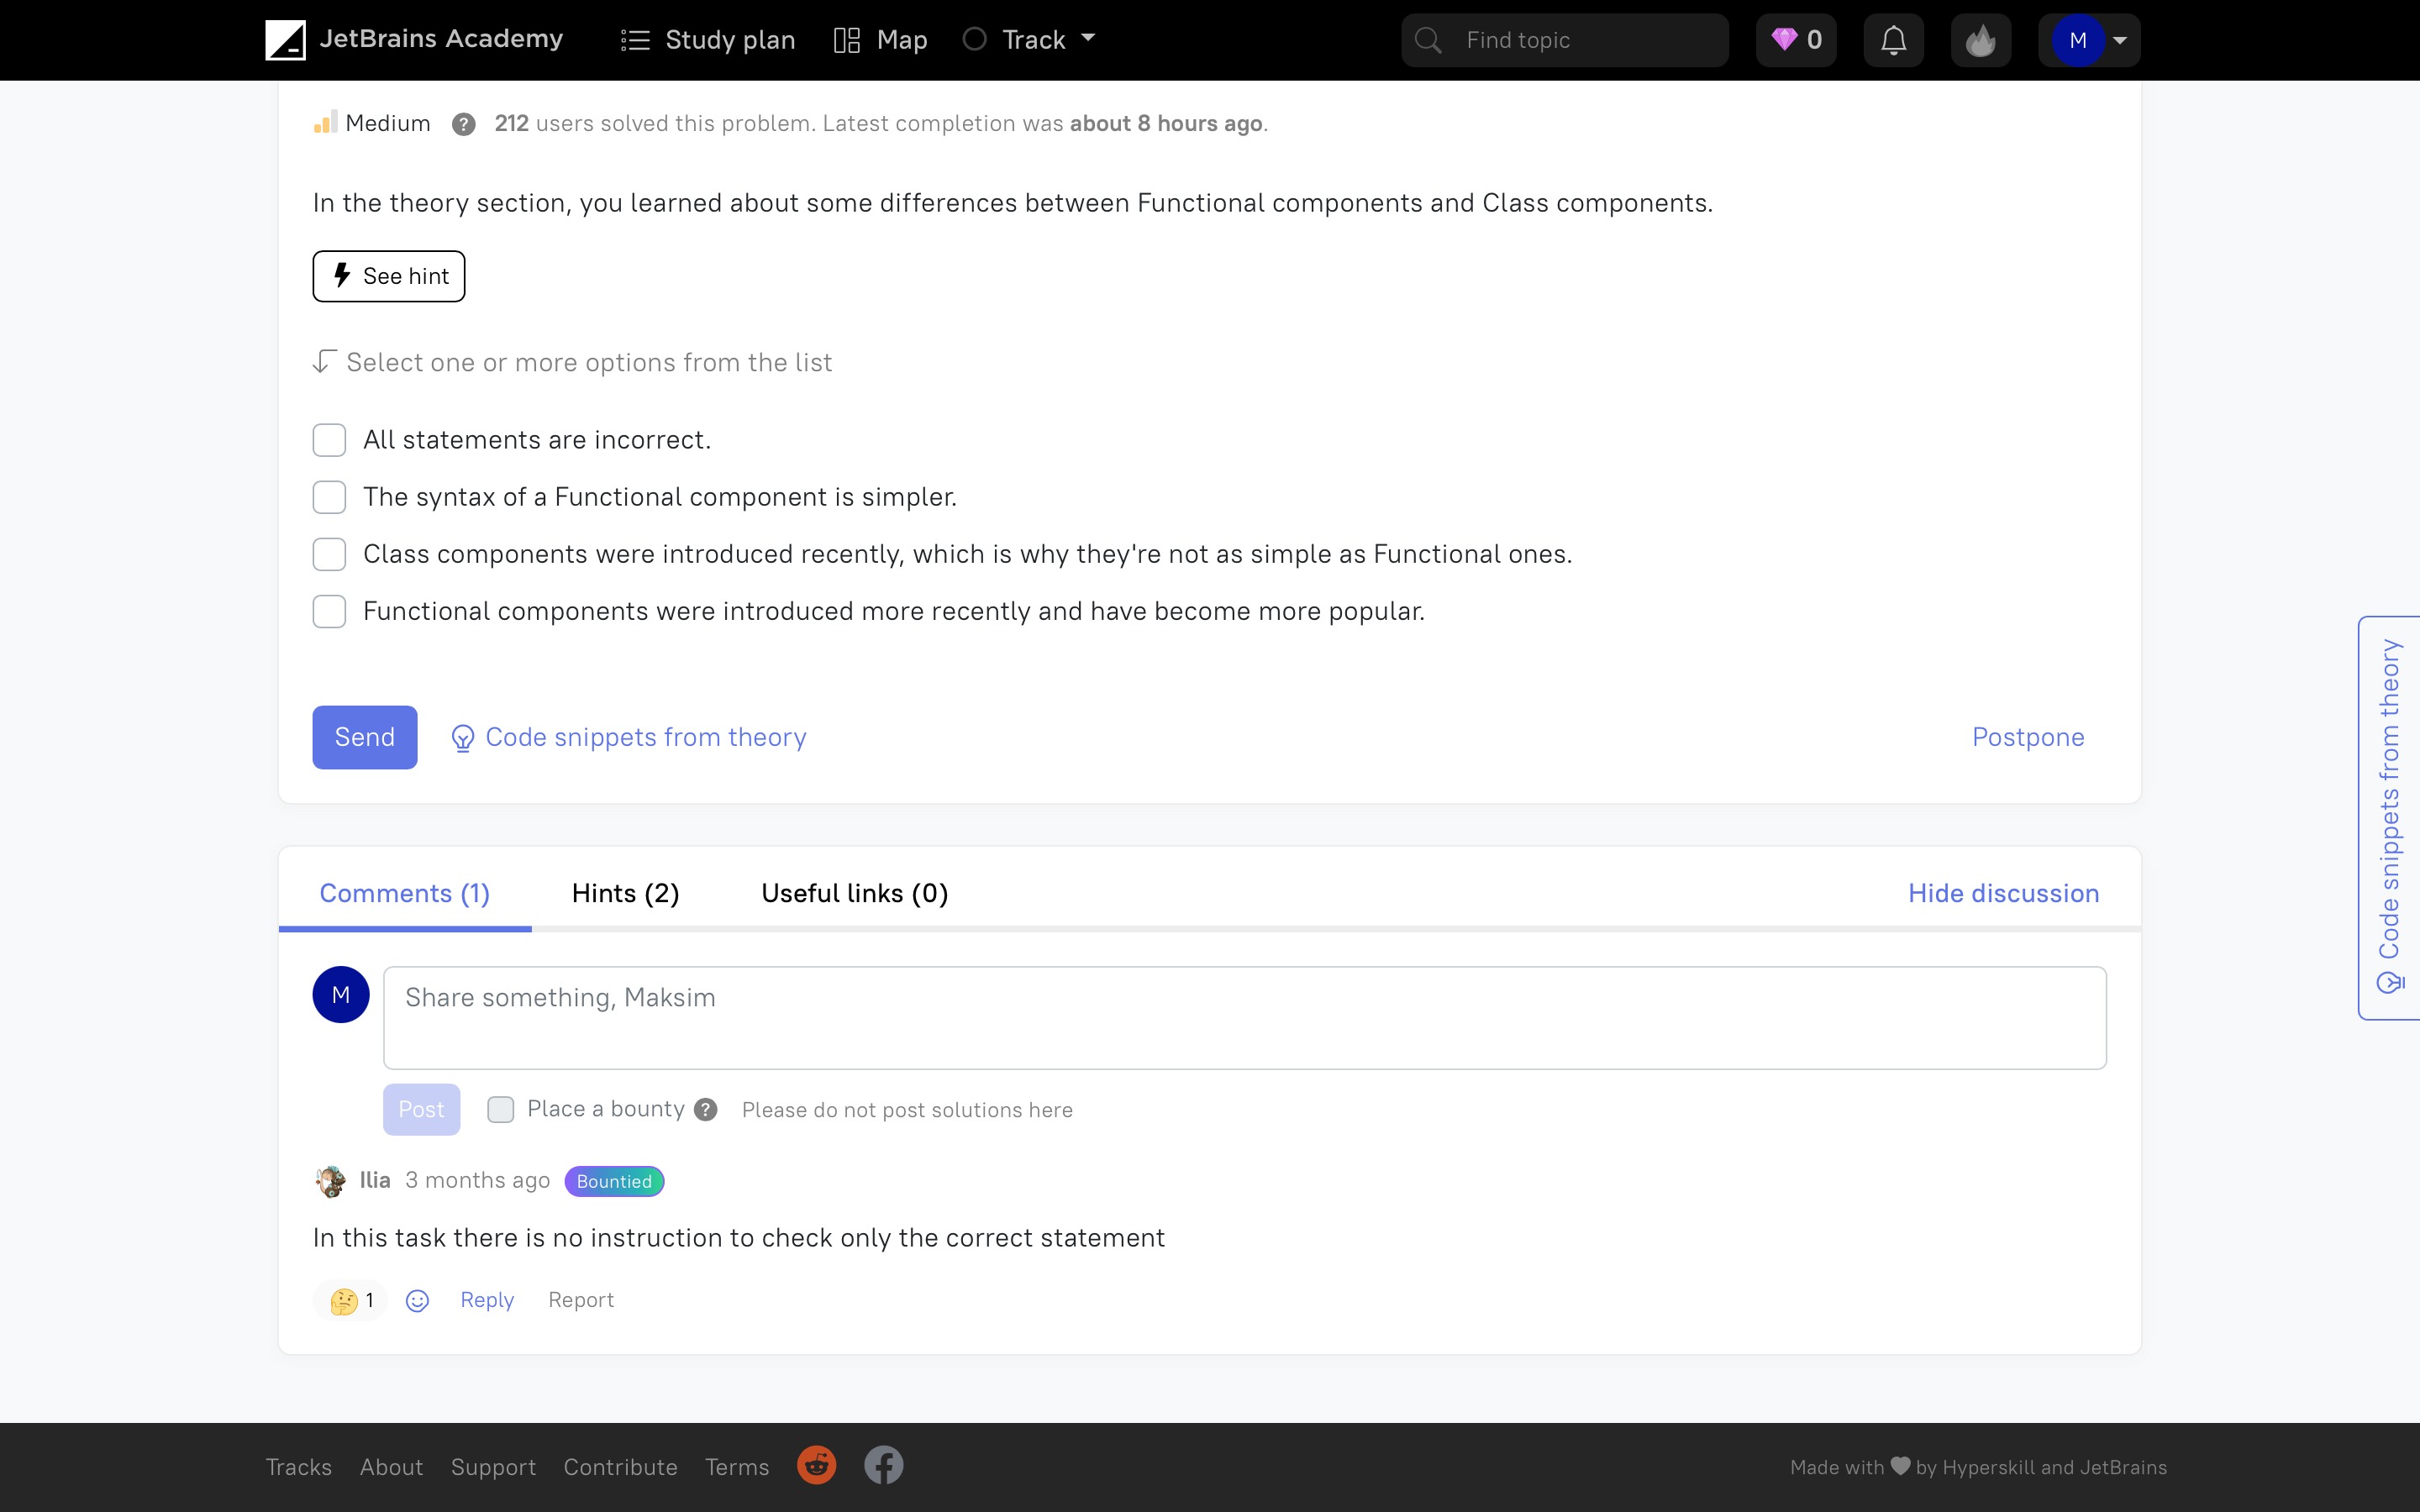 JetBrains Academy Study plan Map Track Find topic 0 M
Medium ? 212 users solved this problem. Latest completion was about 8 hours ago.
In the theory section, you learned about some differences between Functional components and Class components.
See hint
Select one or more options from the list
All statements are incorrect.
The syntax of a Functional component is simpler.
Class components were introduced recently, which is why they're not as simple as Functional ones.
Functional components were introduced more recently and have become more popular.
Send Code snippets from theory Postpone
Code snippets from theory
Comments (1) Hints (2) Useful links (0) Hide discussion
M Share something, Maksim
Post Place a bounty ? Please do not post solutions here
Ilia 3 months ago Bountied
In this task there is no instruction to check only the correct statement
🤔 1 Reply Report
Tracks About Support Contribute Terms Made with 🖤 by Hyperskill and JetBrains